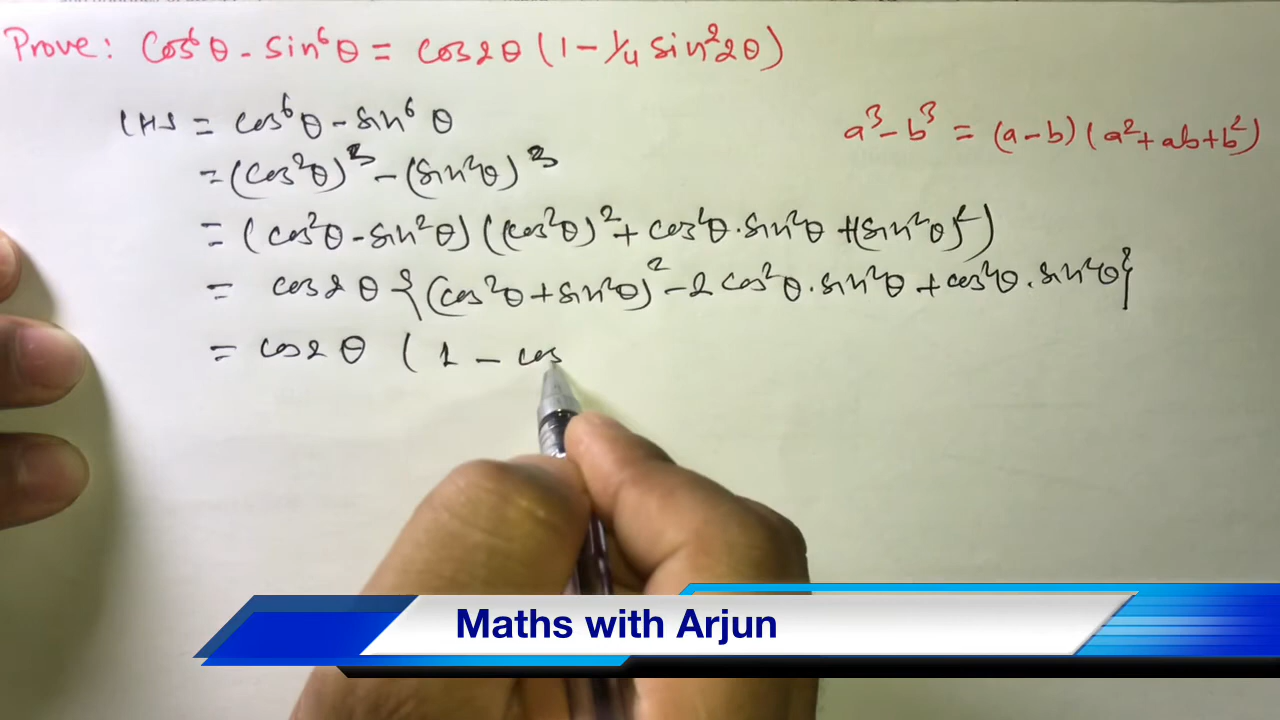 Prove: Cos⁶θ - sin⁶θ = cos2θ (1 - 1/4 sin²2θ)
LHS = cos⁶θ - sin⁶θ
a³ - b³ = (a-b)(a²+ab+b²)
= (cos²θ)³ - (sin²θ)³
= (cos²θ - sin²θ)((cos²θ)² + cos²θ.sin²θ + (sin²θ)²)
= cos2θ {(cos²θ + sin²θ)² - 2cos²θ.sin²θ + cos²θ.sin²θ}
= cos2θ (1 - cos
Maths with Arjun